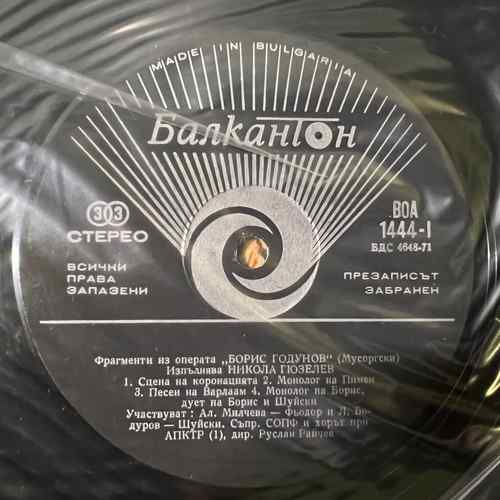 MADE IN BULGARIA
Балкантон
33
СТЕРЕО
ВОА
1444-I
БДС 4648-71
ВСИЧКИ
ПРАВА
ЗАПАЗЕНИ
ПРЕЗАПИСЪТ
ЗАБРАНЕН
Фрагменти из операта „БОРИС ГОДУНОВ" (Мусоргски)
Изпълнява НИКОЛА ГЮЗЕЛЕВ
1. Сцена на коронацията 2. Монолог на Пимен
3. Песен на Варлаам 4. Монолог на Борис,
дует на Борис и Шуйски
Участвуват: Ал. Милчева — Фьодор и Л. Бо-
дуров — Шуйски. Съпр. СОПФ и хорът при
АПКТР (1), дир. Руслан Райчев